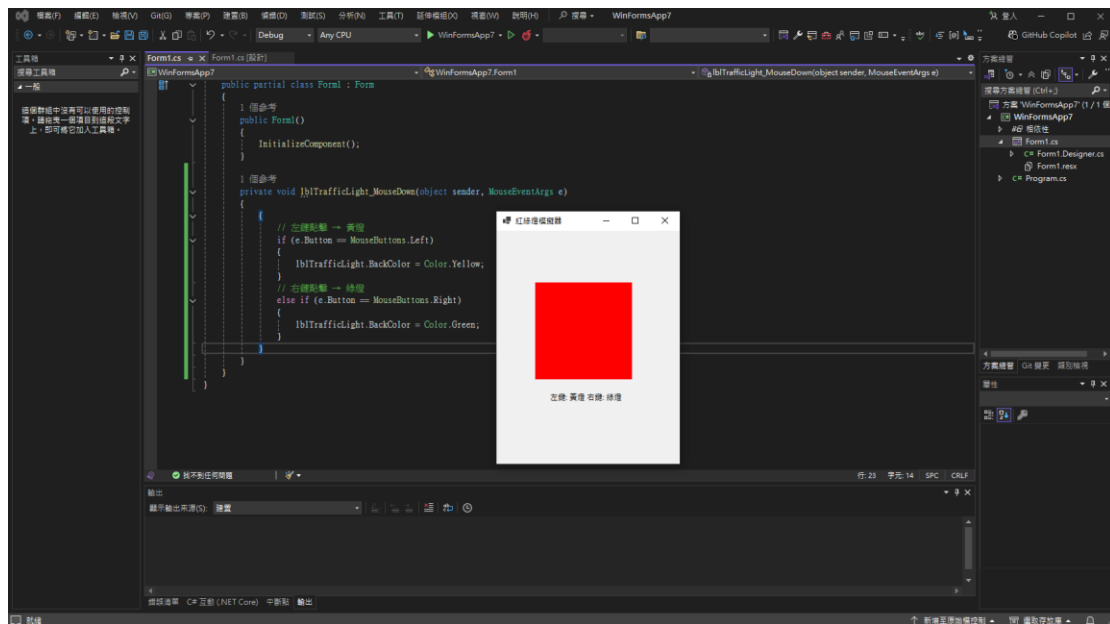 檔案(F) 編輯(E) 檢視(V) Git(G) 專案(P) 建置(B) 偵錯(D) 測試(S) 分析(N) 工具(T) 延伸模組(X) 視窗(W) 說明(H) 搜尋 WinFormsApp7 登入
Debug Any CPU WinFormsApp7 GitHub Copilot
工具箱
搜尋工具箱
一般
這個群組中沒有可以使用的控制
項。請拖曳一個項目到這段文字
上，即可將它加入工具箱。
Form1.cs Form1.cs [設計]
WinFormsApp7 WinFormsApp7.Form1 lblTrafficLight_MouseDown(object sender, MouseEventArgs e)
public partial class Form1 : Form
{
1 個參考
public Form1()
{
InitializeComponent();
}
1 個參考
private void lblTrafficLight_MouseDown(object sender, MouseEventArgs e)
{
{
// 左鍵點擊 → 黃燈
if (e.Button == MouseButtons.Left)
{
lblTrafficLight.BackColor = Color.Yellow;
}
// 右鍵點擊 → 綠燈
else if (e.Button == MouseButtons.Right)
{
lblTrafficLight.BackColor = Color.Green;
}
}
}
}
}
紅綠燈模擬器
左鍵: 黃燈 右鍵: 綠燈
找不到任何問題 行: 23 字元: 14 SPC CRLF
輸出
顯示輸出來源(S): 建置
錯誤清單 C# 互動 (.NET Core) 中斷點 輸出
方案總管
搜尋方案總管 (Ctrl+;)
方案 'WinFormsApp7' (1 / 1 個
WinFormsApp7
相依性
Form1.cs
C# Form1.Designer.cs
Form1.resx
C# Program.cs
方案總管 Git 變更 類別檢視
屬性
就緒 新增至原始檔控制 選取存放庫